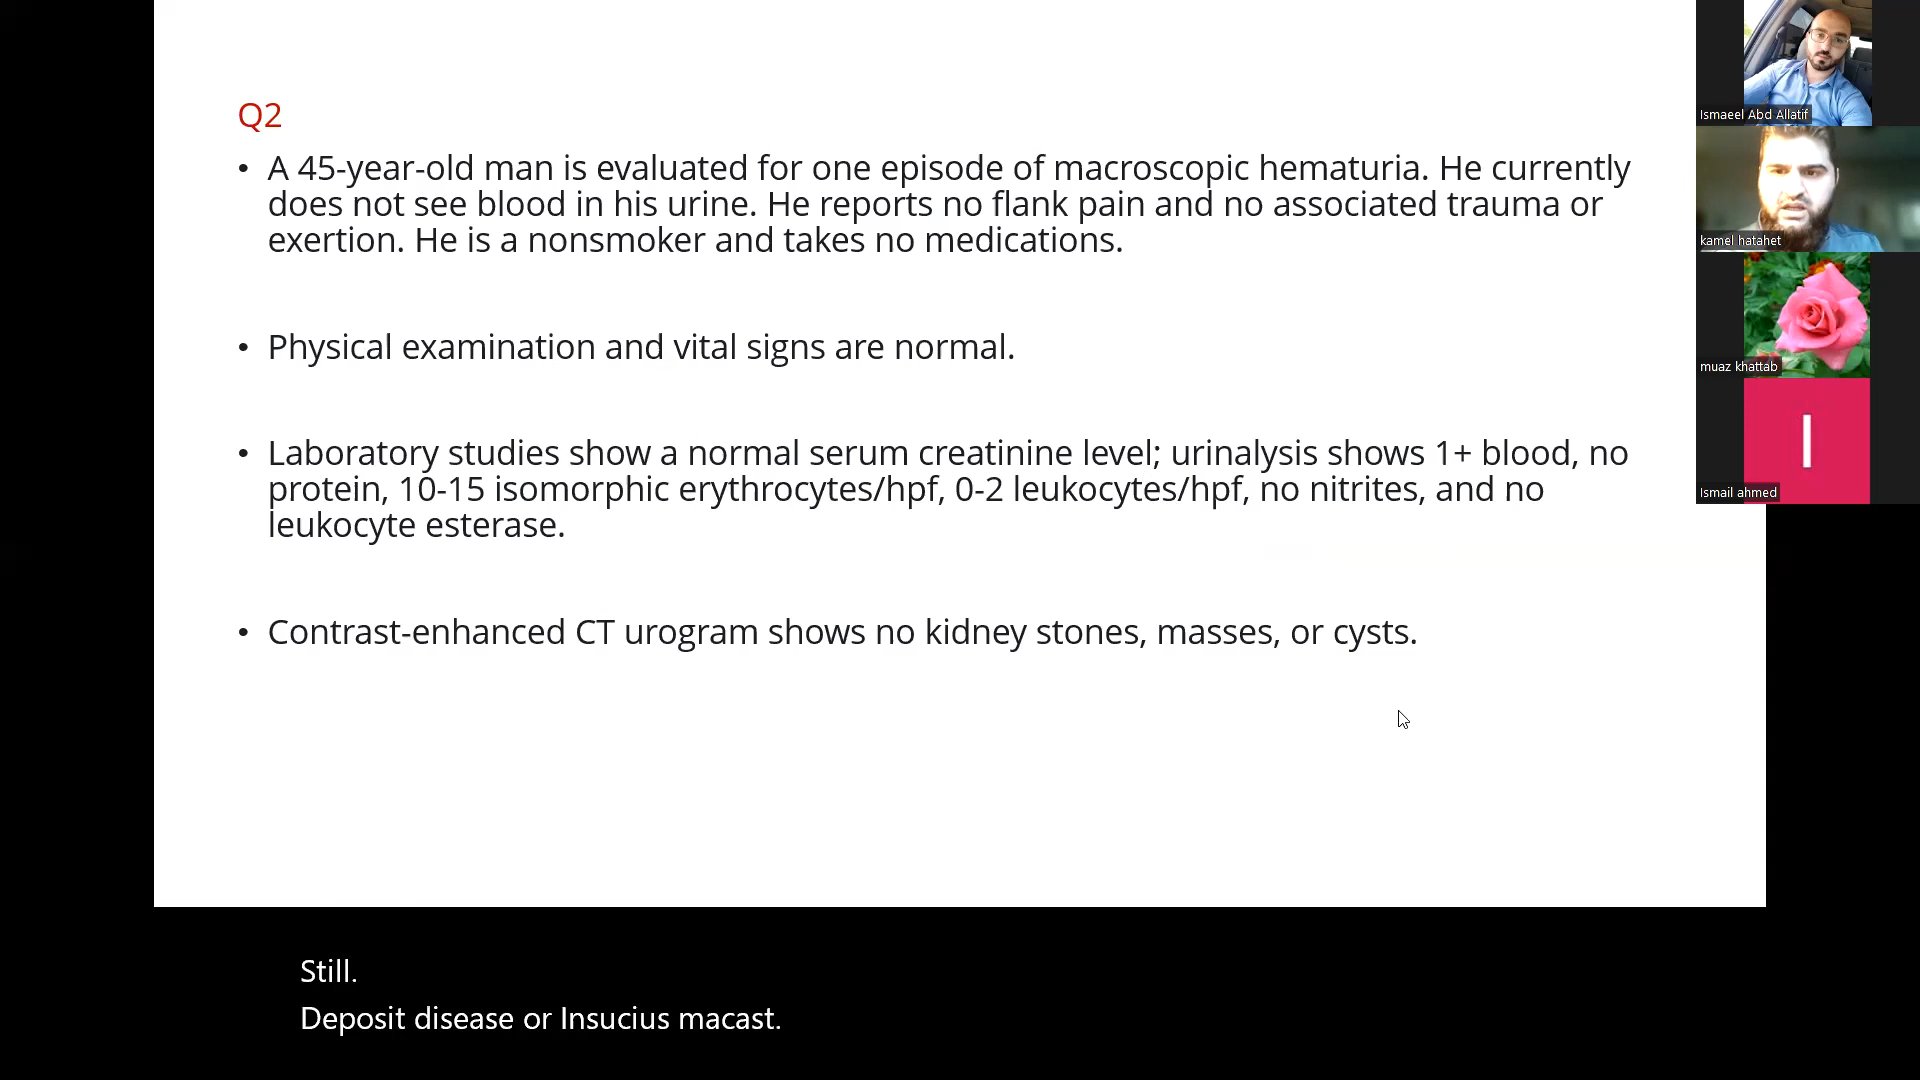 Q2
• A 45-year-old man is evaluated for one episode of macroscopic hematuria. He currently
does not see blood in his urine. He reports no flank pain and no associated trauma or
exertion. He is a nonsmoker and takes no medications.
• Physical examination and vital signs are normal.
• Laboratory studies show a normal serum creatinine level; urinalysis shows 1+ blood, no
protein, 10-15 isomorphic erythrocytes/hpf, 0-2 leukocytes/hpf, no nitrites, and no
leukocyte esterase.
• Contrast-enhanced CT urogram shows no kidney stones, masses, or cysts.
Ismaeel Abd Allatif
kamel hatahet
muaz khattab
I
Ismail ahmed
Still.
Deposit disease or Insucius macast.